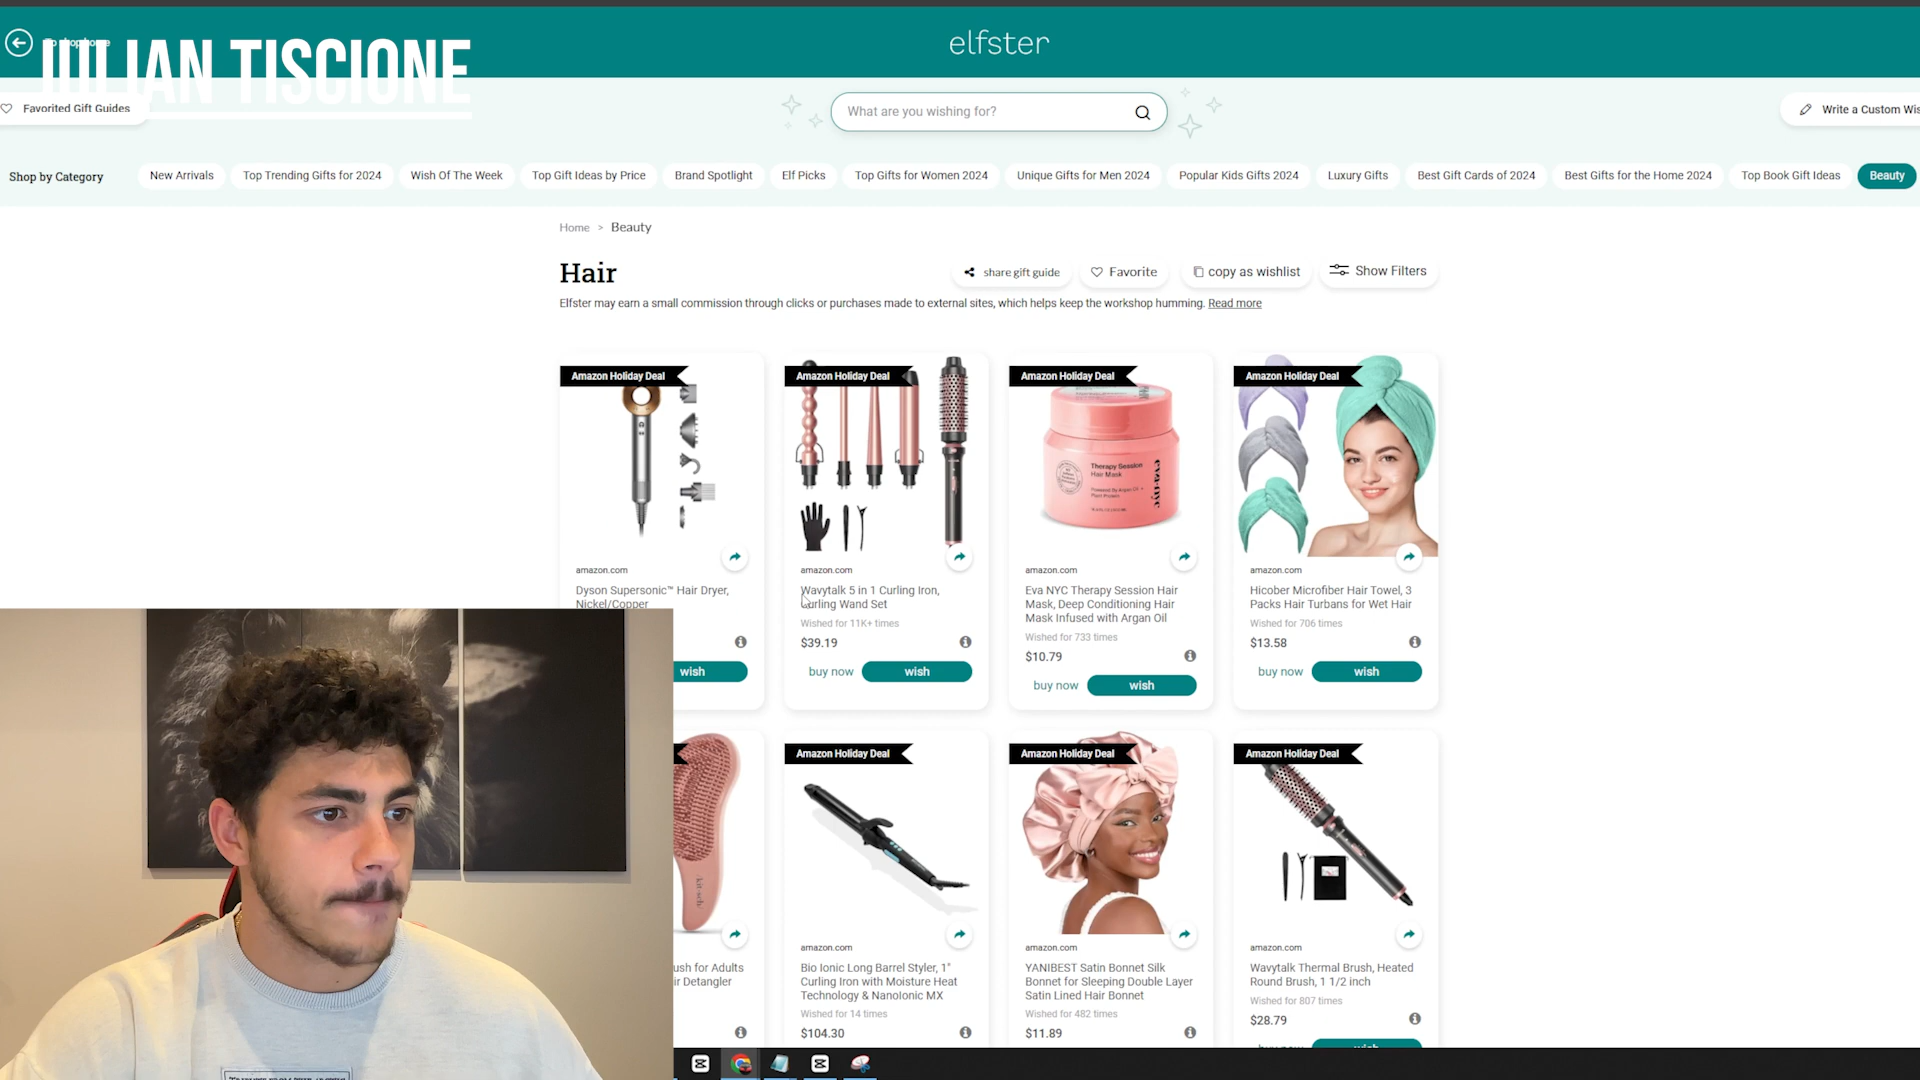 To shop home
elfster
JULIAN TISCIONE
Favorited Gift Guides
What are you wishing for?
Write a Custom Wis
Shop by Category
New Arrivals
Top Trending Gifts for 2024
Wish Of The Week
Top Gift Ideas by Price
Brand Spotlight
Elf Picks
Top Gifts for Women 2024
Unique Gifts for Men 2024
Popular Kids Gifts 2024
Luxury Gifts
Best Gift Cards of 2024
Best Gifts for the Home 2024
Top Book Gift Ideas
Beauty
Home > Beauty
Hair
share gift guide
Favorite
copy as wishlist
Show Filters
Elfster may earn a small commission through clicks or purchases made to external sites, which helps keep the workshop humming. Read more
Amazon Holiday Deal
amazon.com
Dyson Supersonic™ Hair Dryer,
Nickel/Copper
wish
Amazon Holiday Deal
amazon.com
Wavytalk 5 in 1 Curling Iron,
Curling Wand Set
Wished for 11K+ times
$39.19
buy now
wish
Amazon Holiday Deal
Therapy Session
Hair Mask
eva·nyc
amazon.com
Eva NYC Therapy Session Hair
Mask, Deep Conditioning Hair
Mask Infused with Argan Oil
Wished for 733 times
$10.79
buy now
wish
Amazon Holiday Deal
amazon.com
Hicober Microfiber Hair Towel, 3
Packs Hair Turbans for Wet Hair
Wished for 706 times
$13.58
buy now
wish
kitsch
ush for Adults
ir Detangler
Amazon Holiday Deal
amazon.com
Bio Ionic Long Barrel Styler, 1"
Curling Iron with Moisture Heat
Technology & NanoIonic MX
Wished for 14 times
$104.30
Amazon Holiday Deal
amazon.com
YANIBEST Satin Bonnet Silk
Bonnet for Sleeping Double Layer
Satin Lined Hair Bonnet
Wished for 482 times
$11.89
Amazon Holiday Deal
amazon.com
Wavytalk Thermal Brush, Heated
Round Brush, 1 1/2 inch
Wished for 807 times
$28.79
buy now
wish